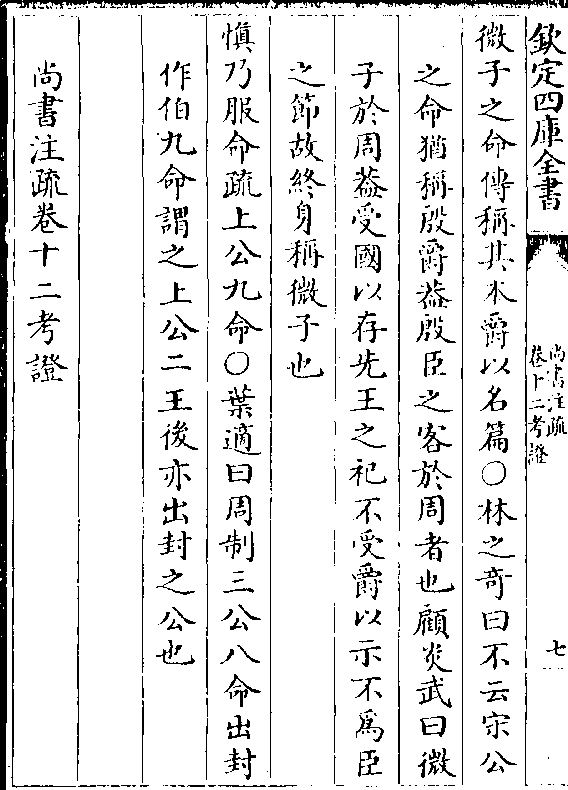 欽定四庫全書
尚書注疏
卷十二考證
七
微子之命傳稱其本爵以名篇○林之奇曰不云宋公
之命猶稱殷爵葢殷臣之客於周者也顧炎武曰微
子於周葢受國以存先王之祀不受爵以示不為臣
之節故終身稱微子也
慎乃服命疏上公九命○葉適曰周制三公八命出封
作伯九命謂之上公二王後亦出封之公也
尚書注疏卷十二考證